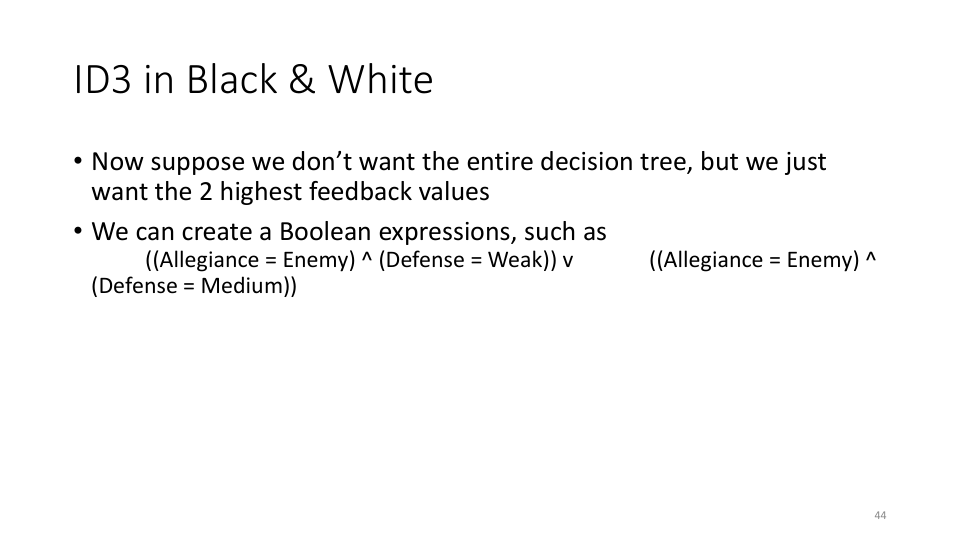 ID3 in Black & White
• Now suppose we don’t want the entire decision tree, but we just
want the 2 highest feedback values
• We can create a Boolean expressions, such as
((Allegiance = Enemy) ^ (Defense = Weak)) v ((Allegiance = Enemy) ^
(Defense = Medium))
44